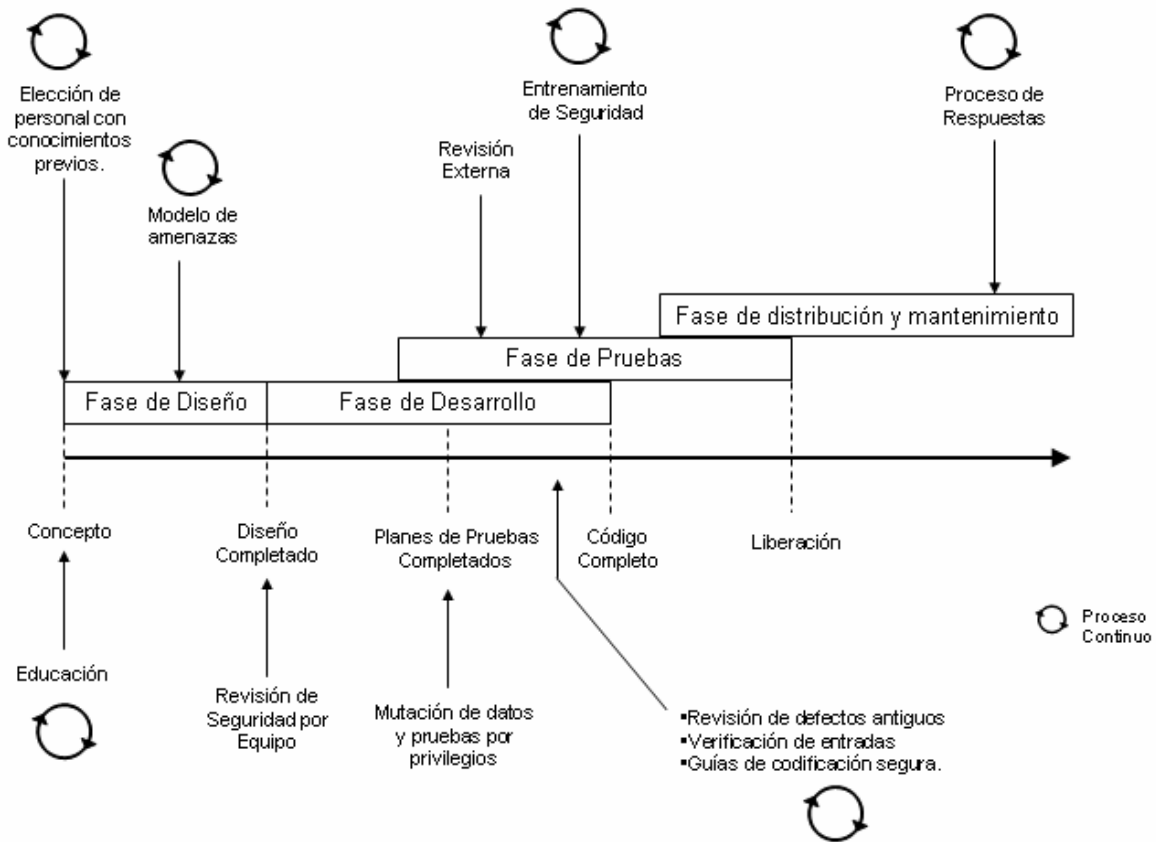 Elección de
personal con
conocimientos
previos.
Modelo de
amenazas
Revisión
Externa
Entrenamiento
de Seguridad
Proceso de
Respuestas
Fase de distribución y mantenimiento
Fase de Pruebas
Fase de Diseño
Fase de Desarrollo
Concepto
Diseño
Completado
Planes de Pruebas
Completados
Código
Completo
Liberación
Proceso
Continuo
Educación
Revisión de
Seguridad por
Equipo
Mutación de datos
y pruebas por
privilegios
▪Revisión de defectos antiguos
▪Verificación de entradas
▪Guías de codificación segura.